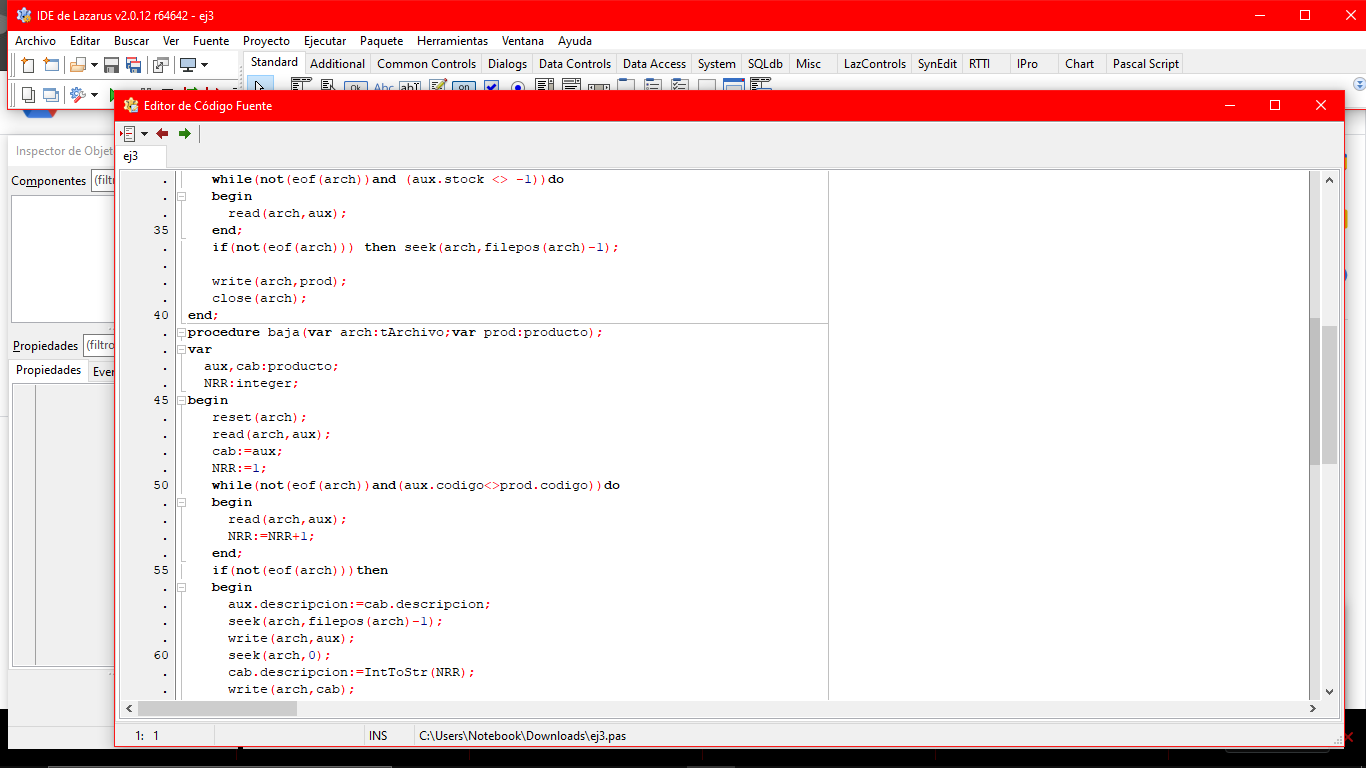 IDE de Lazarus v2.0.12 r64642 - ej3
Archivo Editar Buscar Ver Fuente Proyecto Ejecutar Paquete Herramientas Ventana Ayuda
Standard Additional Common Controls Dialogs Data Controls Data Access System SQLdb Misc LazControls SynEdit RTTI IPro Chart Pascal Script
Editor de Código Fuente
Inspector de Objet
ej3
Componentes (filtr
. while(not(eof(arch))and (aux.stock <> -1))do
. begin
. read(arch,aux);
35 end;
. if(not(eof(arch))) then seek(arch,filepos(arch)-1);
.
. write(arch,prod);
. close(arch);
40 end;
. procedure baja(var arch:tArchivo;var prod:producto);
. var
. aux,cab:producto;
. NRR:integer;
45 begin
. reset(arch);
. read(arch,aux);
. cab:=aux;
. NRR:=1;
50 while(not(eof(arch))and(aux.codigo<>prod.codigo))do
. begin
. read(arch,aux);
. NRR:=NRR+1;
. end;
55 if(not(eof(arch)))then
. begin
. aux.descripcion:=cab.descripcion;
. seek(arch,filepos(arch)-1);
. write(arch,aux);
60 seek(arch,0);
. cab.descripcion:=IntToStr(NRR);
. write(arch,cab);
Propiedades (filtro
Propiedades Ever
1: 1 INS C:\Users\Notebook\Downloads\ej3.pas